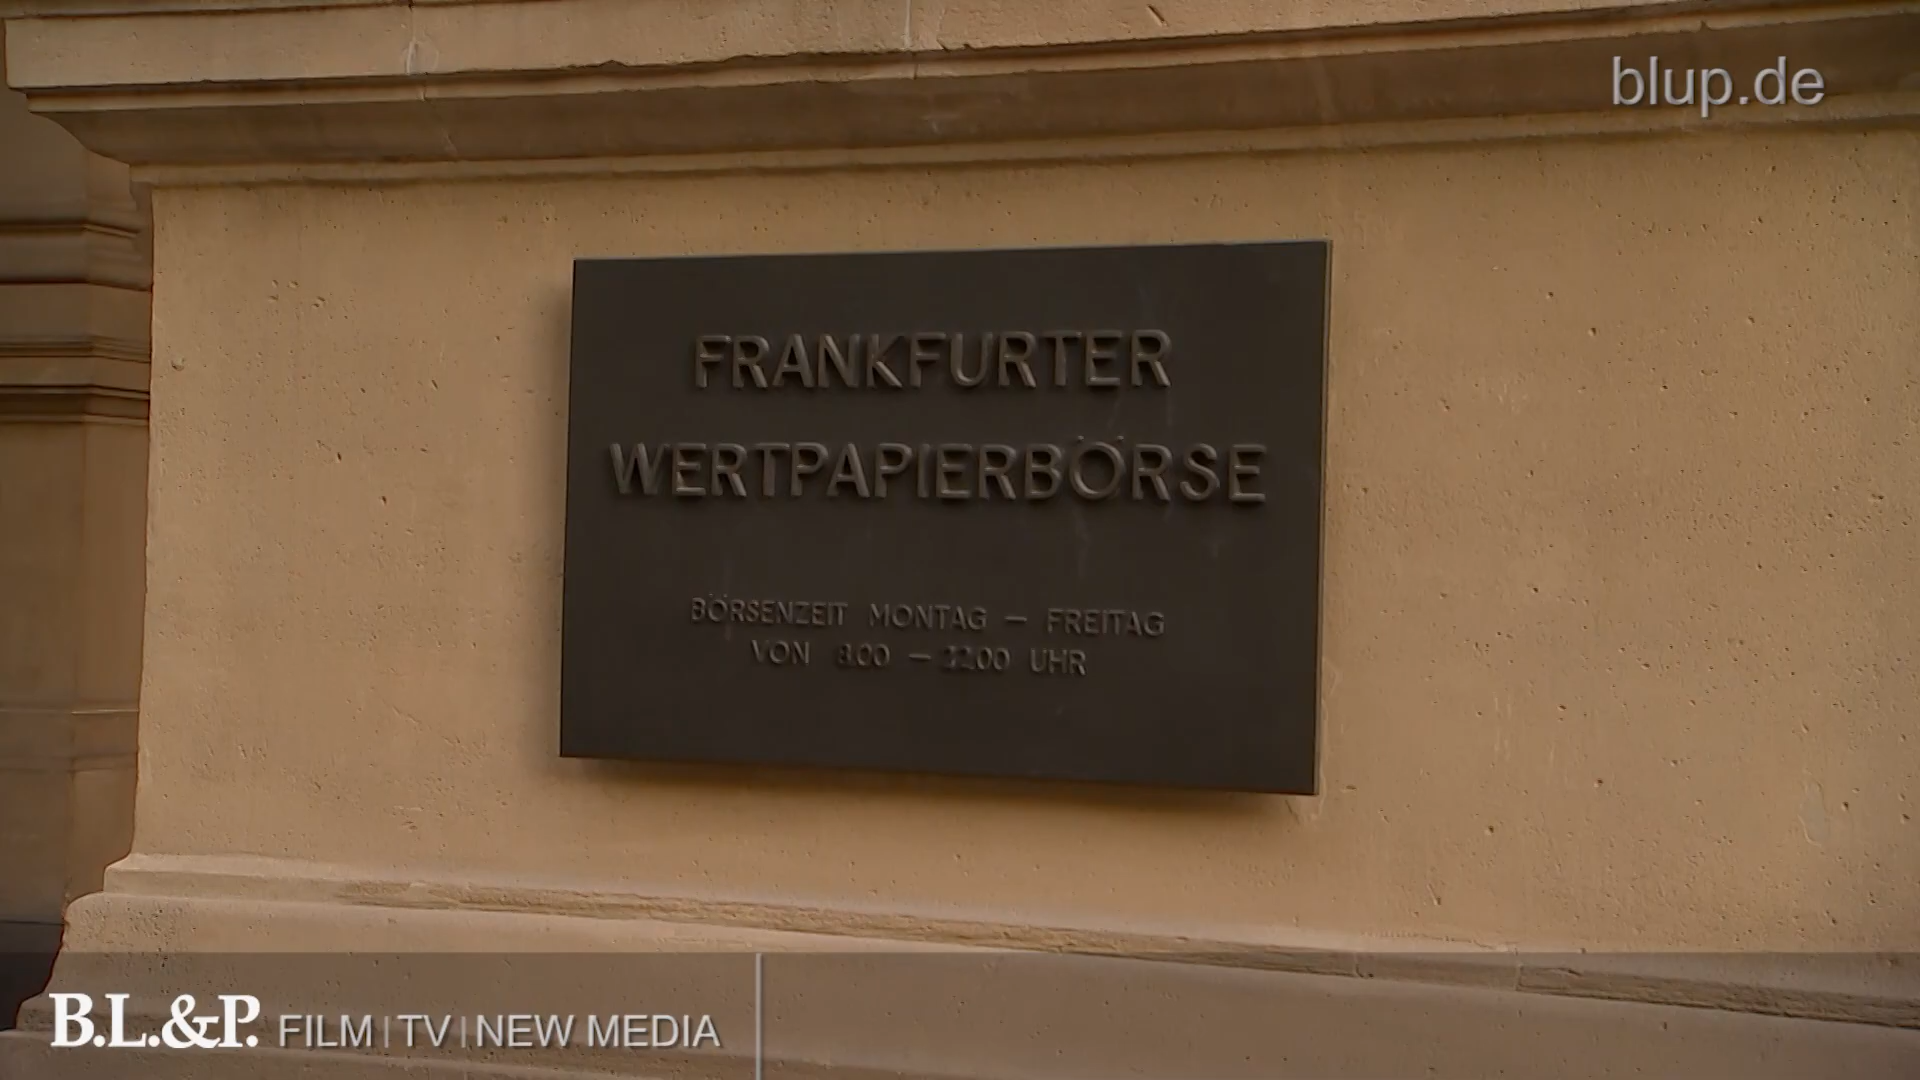 blup.de
FRANKFURTER
WERTPAPIERBÖRSE
BÖRSENZEIT MONTAG – FREITAG
VON 8.00 – 22.00 UHR
B.L.&P. FILM|TV|NEW MEDIA